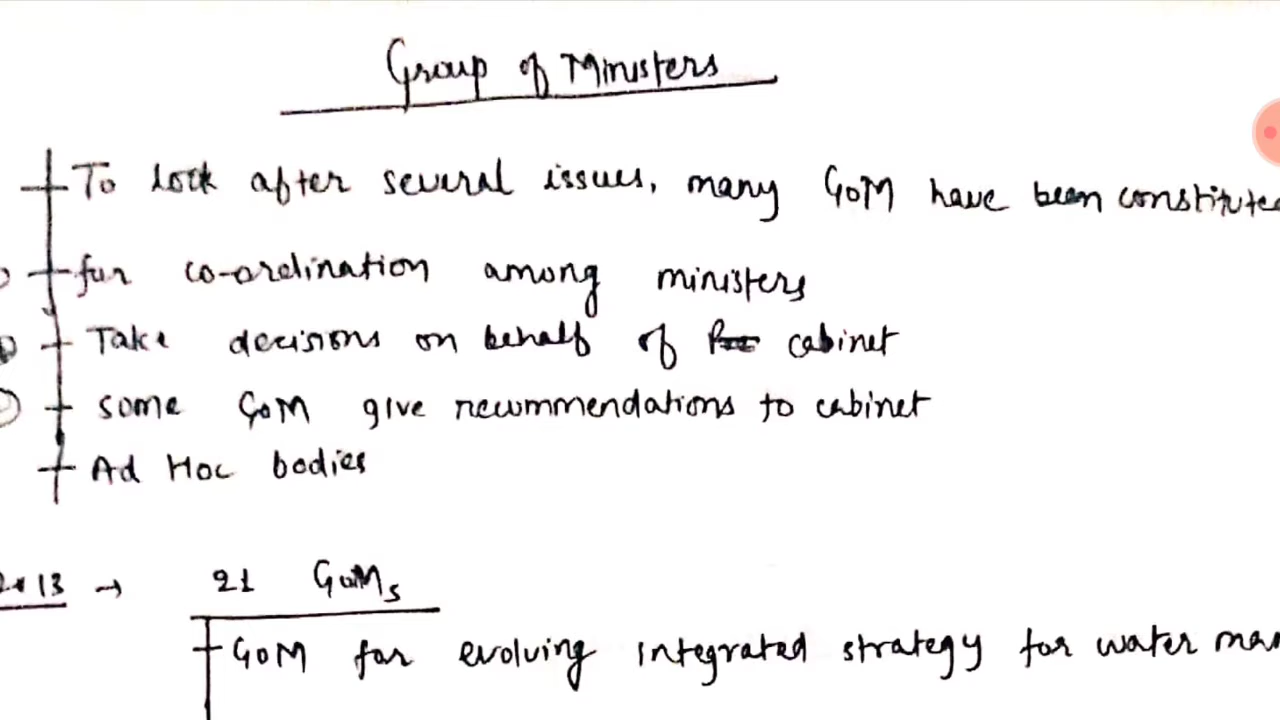 Group of Ministers
To look after several issues, many GoM have been constitute
for co-ordination among ministers
Take decisions on behalf of cabinet
some GoM give recommendations to cabinet
Ad Hoc bodies
2013 → 21 GoMs
GoM for evolving integrated strategy for water man